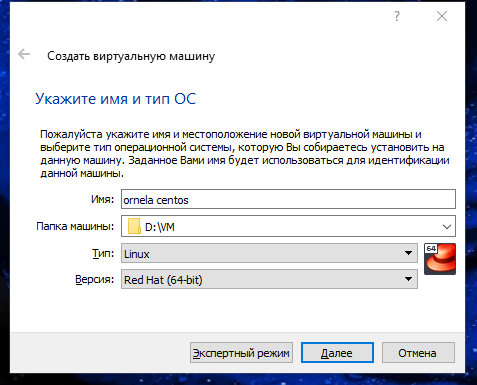 ?
Создать виртуальную машину
Укажите имя и тип ОС
Пожалуйста укажите имя и местоположение новой виртуальной машины и
выберите тип операционной системы, которую Вы собираетесь установить на
данную машину. Заданное Вами имя будет использоваться для идентификации
данной машины.
Имя: ornela centos
Папка машины: D:\VM
Тип: Linux
64
Версия: Red Hat (64-bit)
Экспертный режим Далее Отмена